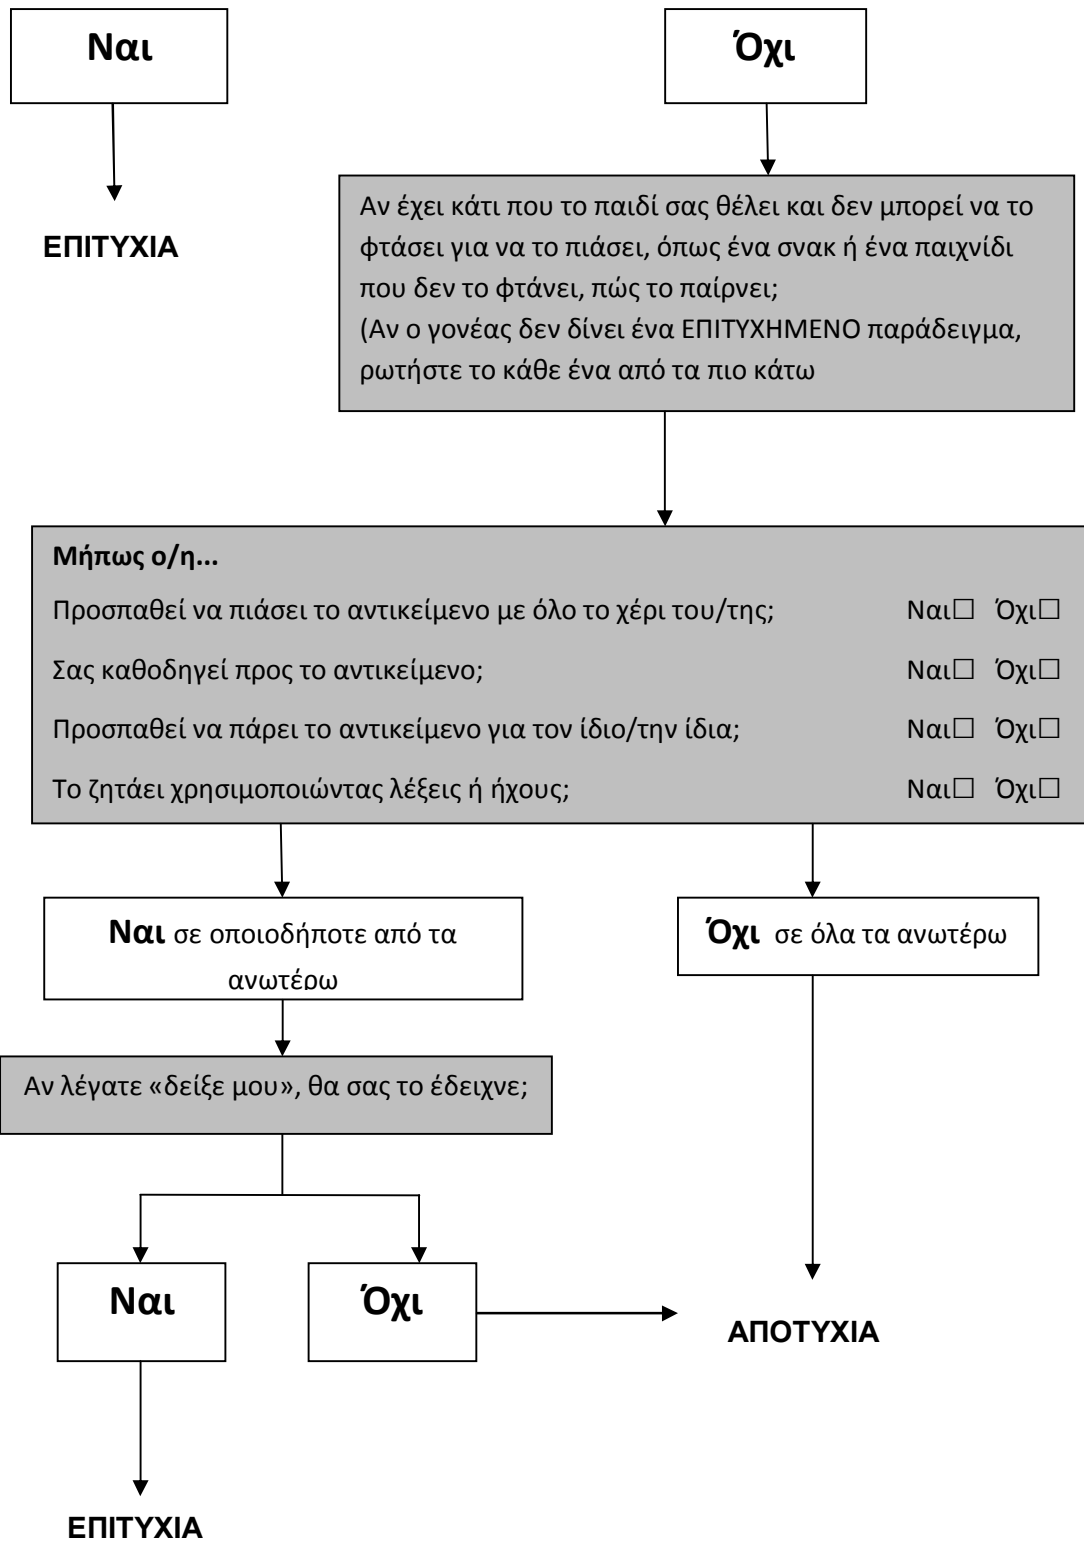 Ναι
Όχι
ΕΠΙΤΥΧΙΑ
Αν έχει κάτι που το παιδί σας θέλει και δεν μπορεί να το
φτάσει για να το πιάσει, όπως ένα σνακ ή ένα παιχνίδι
που δεν το φτάνει, πώς το παίρνει;
(Αν ο γονέας δεν δίνει ένα ΕΠΙΤΥΧΗΜΕΝΟ παράδειγμα,
ρωτήστε το κάθε ένα από τα πιο κάτω
Μήπως ο/η...
Προσπαθεί να πιάσει το αντικείμενο με όλο το χέρι του/της; Ναι☐ Όχι☐
Σας καθοδηγεί προς το αντικείμενο; Ναι☐ Όχι☐
Προσπαθεί να πάρει το αντικείμενο για τον ίδιο/την ίδια; Ναι☐ Όχι☐
Το ζητάει χρησιμοποιώντας λέξεις ή ήχους; Ναι☐ Όχι☐
Ναι σε οποιοδήποτε από τα
ανωτέρω
Όχι σε όλα τα ανωτέρω
Αν λέγατε «δείξε μου», θα σας το έδειχνε;
Ναι
Όχι
ΑΠΟΤΥΧΙΑ
ΕΠΙΤΥΧΙΑ